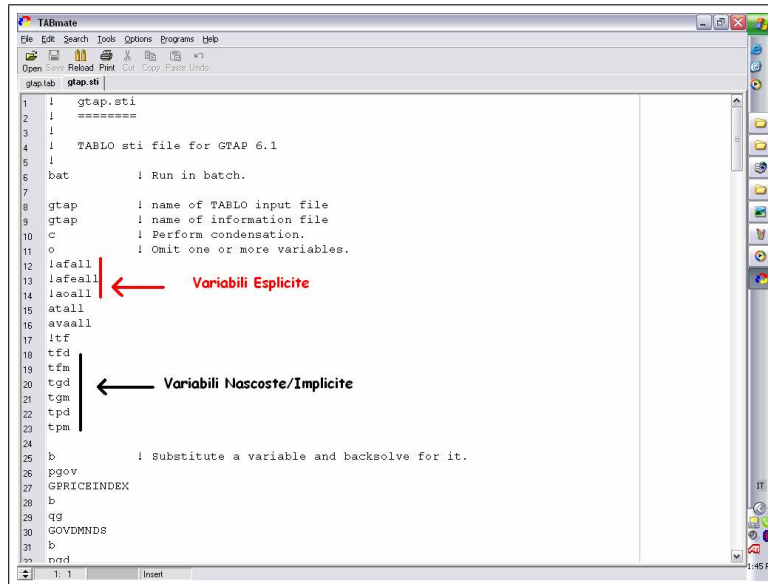 TABmate
File Edit Search Tools Options Programs Help
Open Save Reload Print Cut Copy Paste Undo
gtap.tab gtap.sti
1 ! gtap.sti
2 ! ========
3 !
4 ! TABLO sti file for GTAP 6.1
5 !
6 bat ! Run in batch.
7
8 gtap ! name of TABLO input file
9 gtap ! name of information file
10 c ! Perform condensation.
11 o ! Omit one or more variables.
12 !afall
13 !afeall
Variabili Esplicite
14 !aoall
15 atall
16 avaall
17 !tf
18 tfd
19 tfm
20 tgd
Variabili Nascoste/Implicite
21 tgm
22 tpd
23 tpm
24
25 b ! Substitute a variable and backsolve for it.
26 pgov
27 GPRICEINDEX
28 b
29 qg
30 GOVDMNDS
31 b
32 pgd
1: 1 Insert
IT
1:45 P